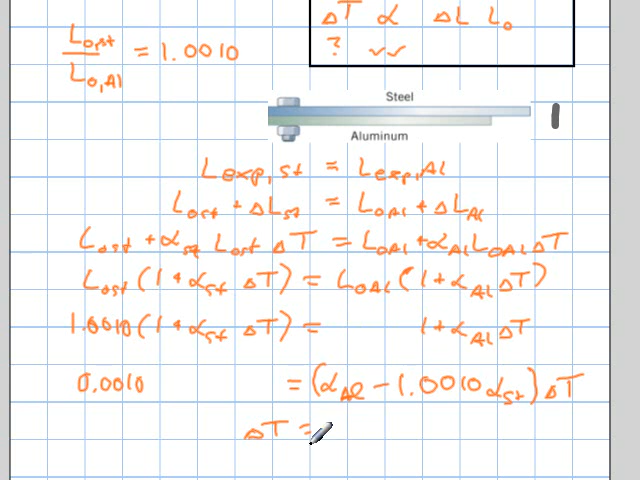 ΔT α ΔL L₀
? ✓✓
L₀,st / L₀,Al = 1.0010
Steel
Aluminum
L exp,st = L exp,Al
L₀st + ΔLst = L₀Al + ΔLAl
L₀st + αst L₀st ΔT = L₀Al + αAl L₀Al ΔT
L₀st (1 + αst ΔT) = L₀Al (1 + αAl ΔT)
1.0010 (1 + αst ΔT) = 1 + αAl ΔT
0.0010 = (αAl − 1.0010 αst) ΔT
ΔT =